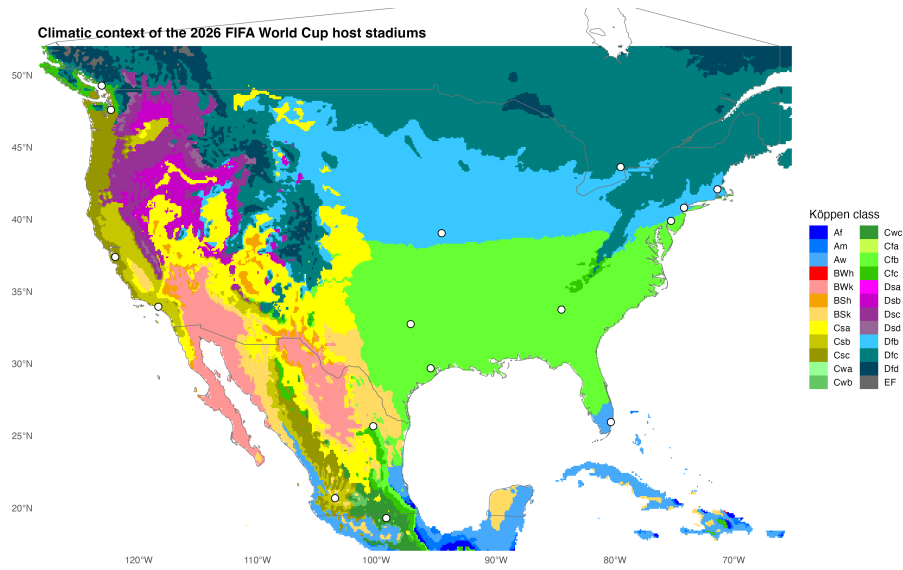 Climatic context of the 2026 FIFA World Cup host stadiums
50°N
45°N
40°N
35°N
30°N
25°N
20°N
120°W
110°W
100°W
90°W
80°W
70°W
Köppen class
Af
Am
Aw
BWh
BWk
BSh
BSk
Csa
Csb
Csc
Cwa
Cwb
Cwc
Cfa
Cfb
Cfc
Dsa
Dsb
Dsc
Dsd
Dfb
Dfc
Dfd
EF